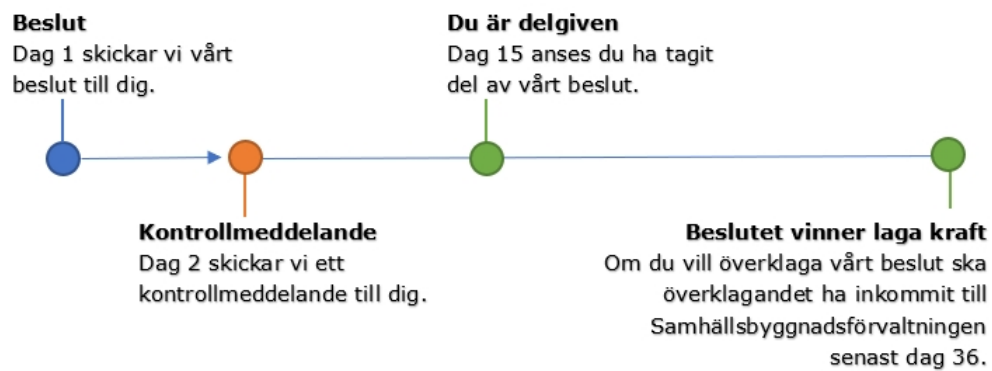 Beslut
Dag 1 skickar vi vårt
beslut till dig.
Du är delgiven
Dag 15 anses du ha tagit
del av vårt beslut.
Kontrollmeddelande
Dag 2 skickar vi ett
kontrollmeddelande till dig.
Beslutet vinner laga kraft
Om du vill överklaga vårt beslut ska
överklagandet ha inkommit till
Samhällsbyggnadsförvaltningen
senast dag 36.